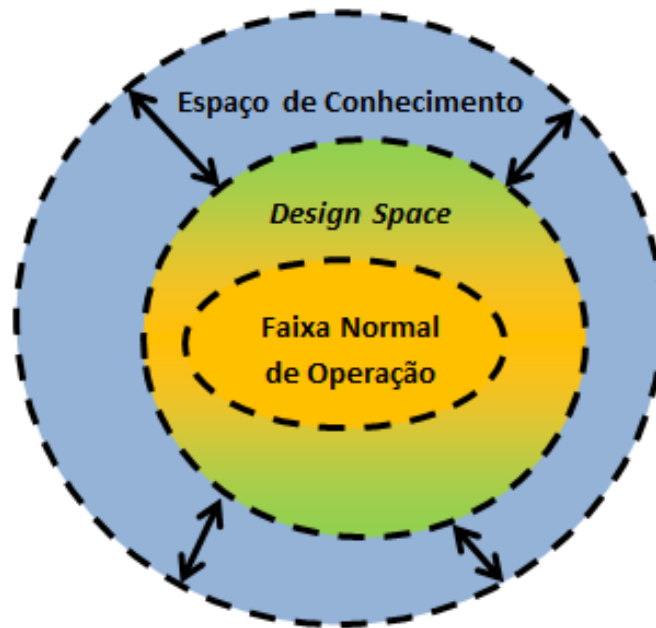 Espaço de Conhecimento
Design Space
Faixa Normal
de Operação